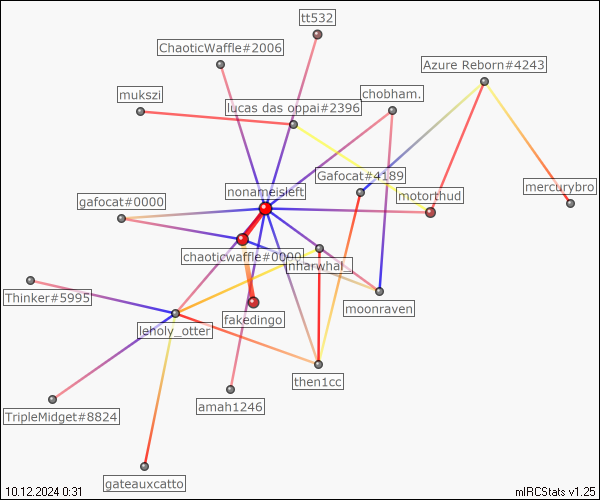 tt532
ChaoticWaffle#2006
Azure Reborn#4243
mukszi
chobham.
lucas das oppai#2396
Gafocat#4189
nonameisleft
mercurybro
motorthud
gafocat#0000
chaoticwaffle#0000
nharwhal_
Thinker#5995
moonraven
fakedingo
leholy_otter
then1cc
amah1246
TripleMidget#8824
gateauxcatto
10.12.2024 0:31
mIRCStats v1.25